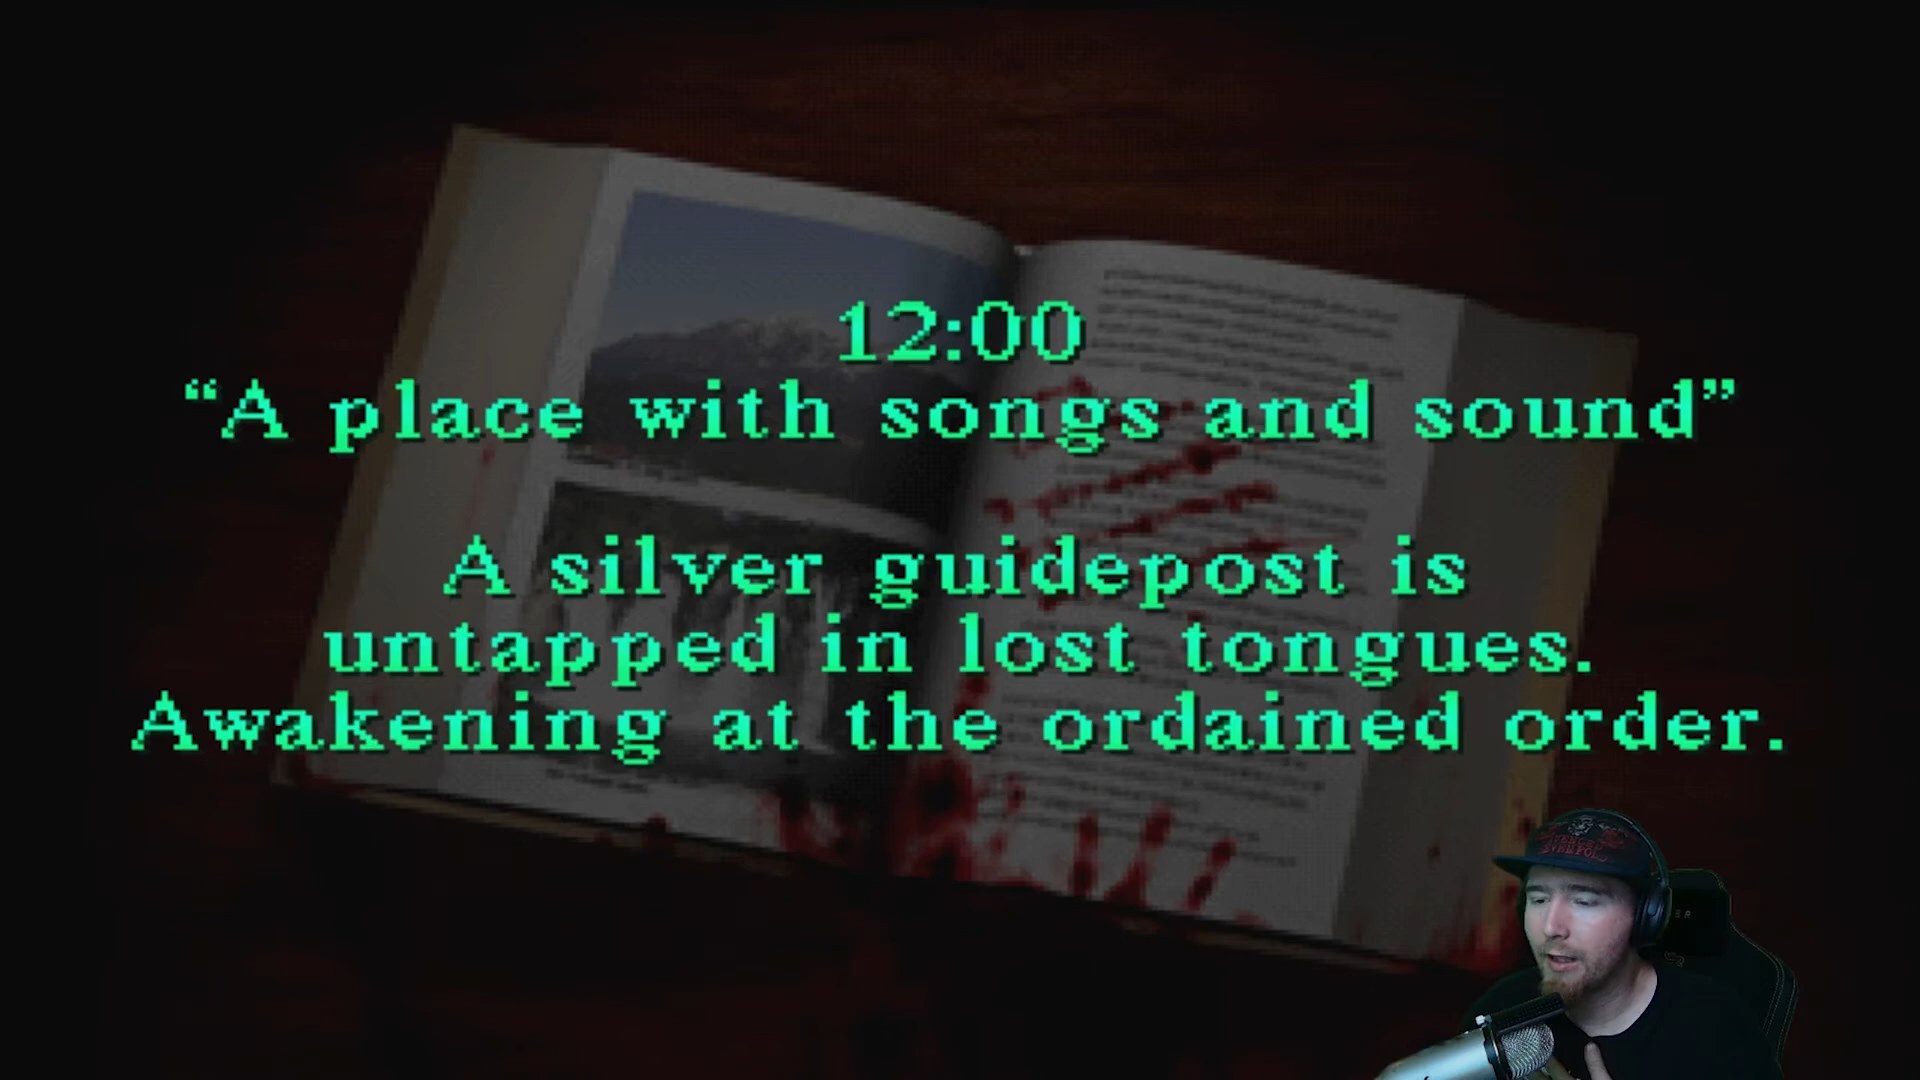 12:00
“A place with songs and sound”
A silver guidepost is
untapped in lost tongues.
Awakening at the ordained order.